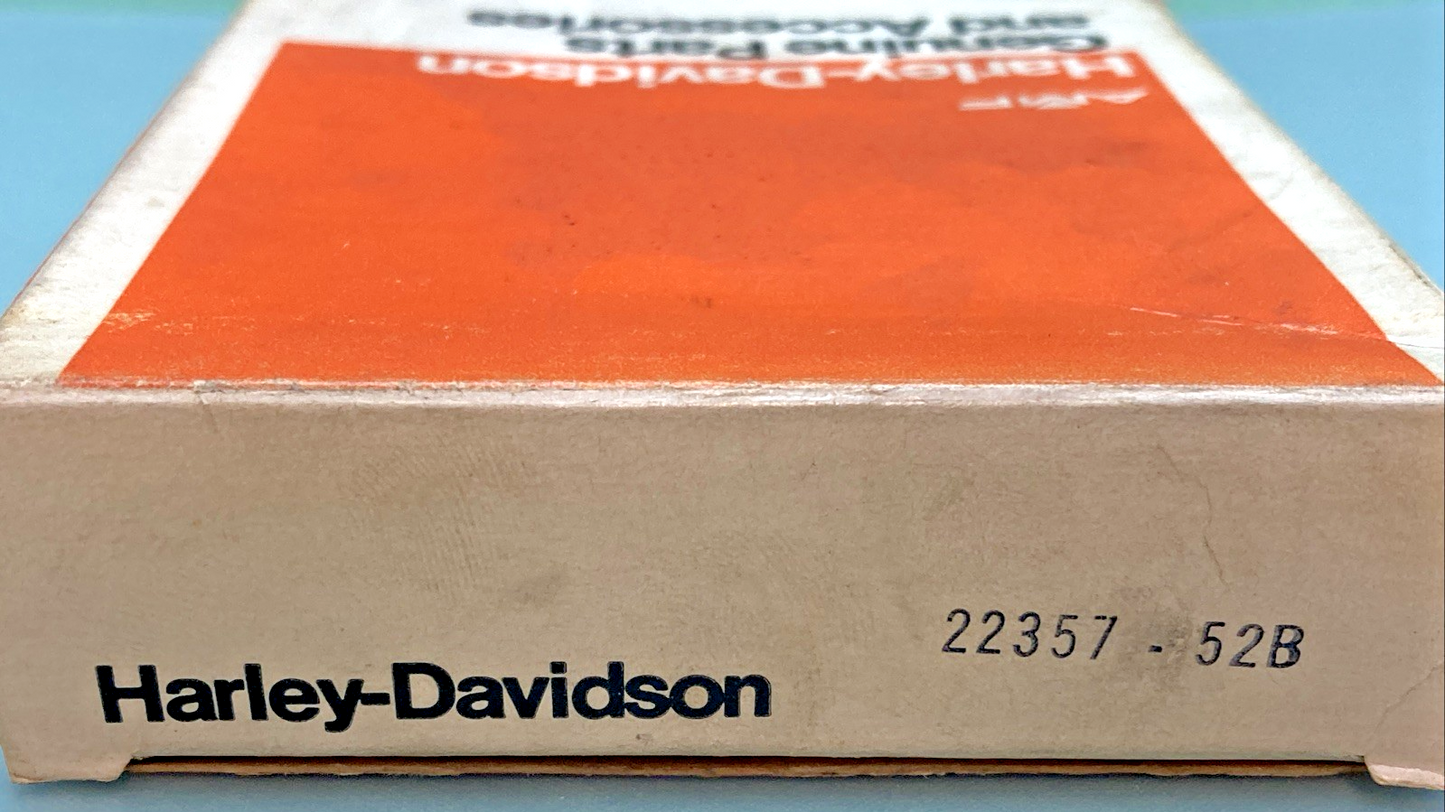 AMF
Harley-Davidson
Genuine Parts
and Accessories
Harley-Davidson
22357 - 52B